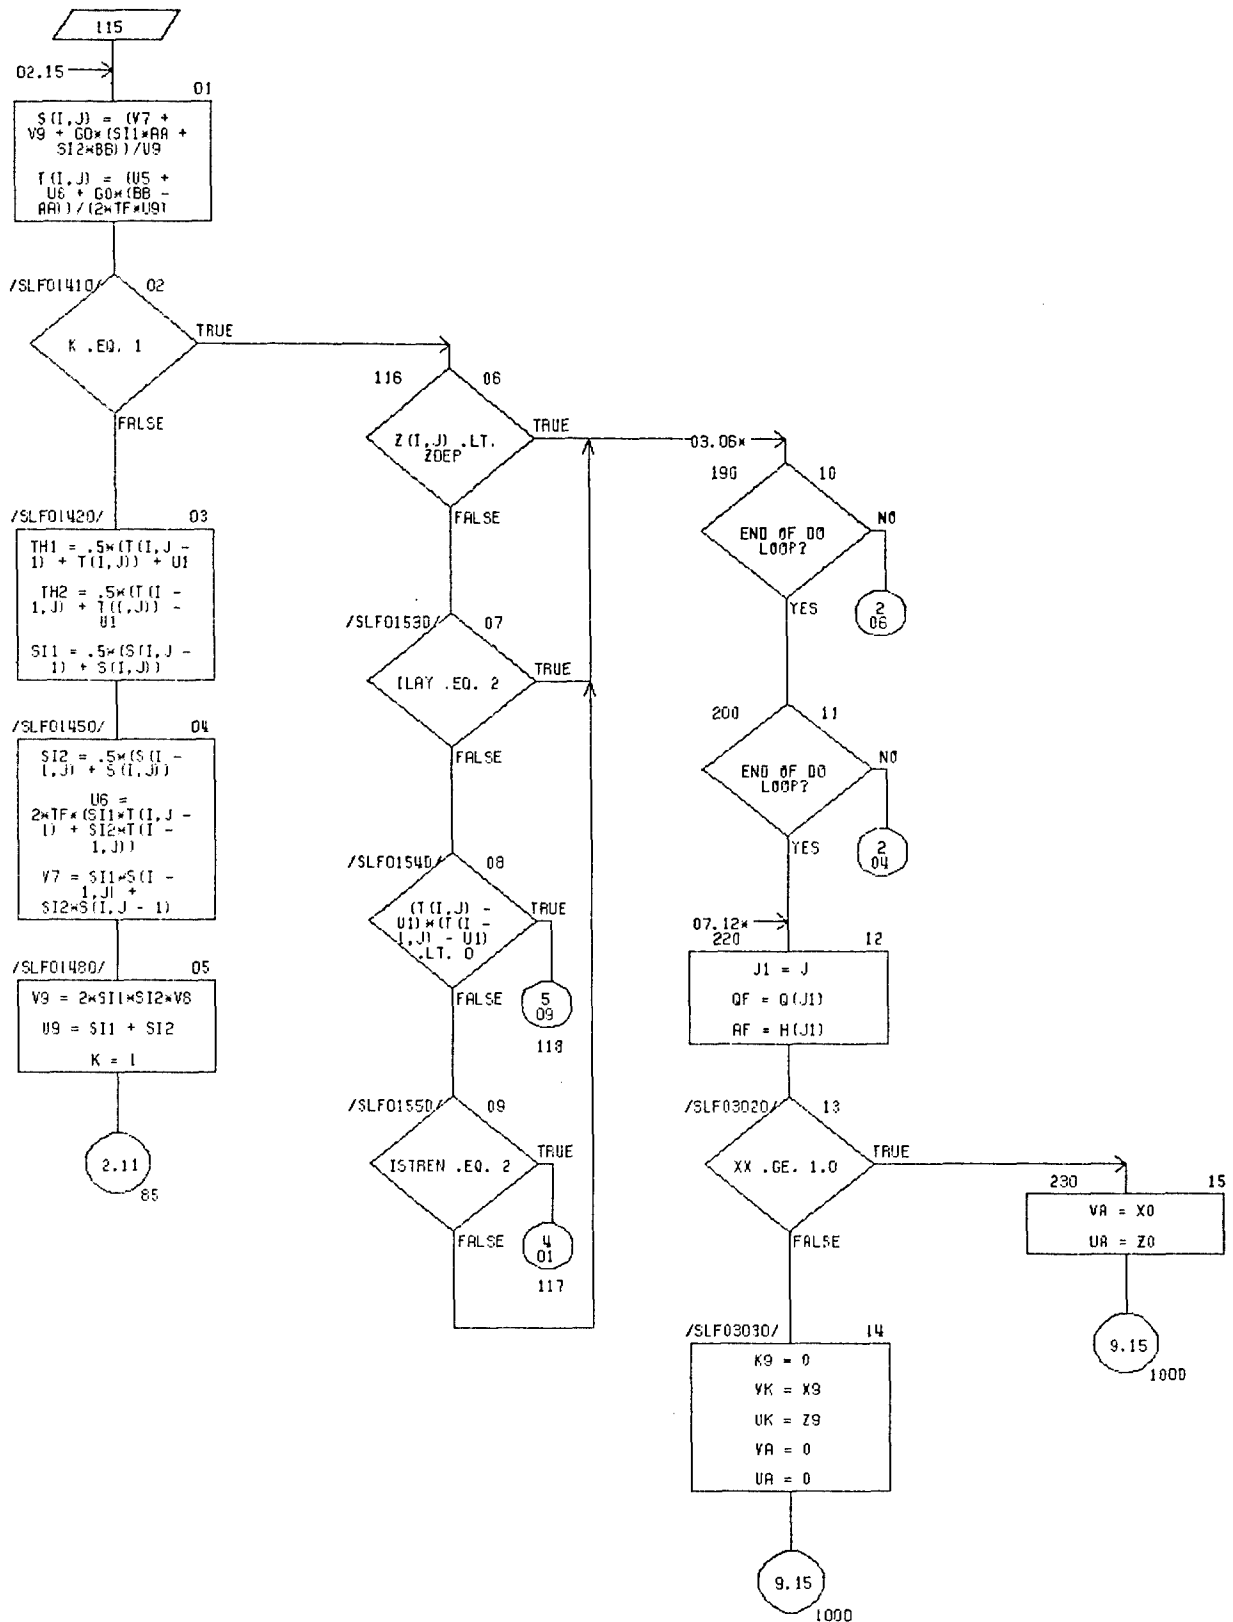 115
02.15
01
S(I,J) = (V7 +
V9 + GO*(SI1*AA +
SI2*BB))/U9
T(I,J) = (U5 +
U6 + GO*(BB -
AA))/(2*TF*U9)
/SLF01410/
02
K .EQ. 1
TRUE
FALSE
/SLF01420/
03
TH1 = .5*(T(I,J -
1) + T(I,J)) + U1
TH2 = .5*(T(I -
1,J) + T(I,J)) -
U1
SI1 = .5*(S(I,J -
1) + S(I,J))
/SLF01450/
04
SI2 = .5*(S(I -
1,J) + S(I,J))
U6 =
2*TF*(SI1*T(I,J -
1) + SI2*T(I -
1,J))
V7 = SI1*S(I -
1,J) +
SI2*S(I,J - 1)
/SLF01480/
05
V9 = 2*SI1*SI2*V8
U9 = SI1 + SI2
K = 1
2.11
85
116
06
Z(I,J) .LT.
ZDEP
TRUE
FALSE
/SLF01530/
07
ILAY .EQ. 2
TRUE
FALSE
/SLF01540/
08
(T(I,J) -
U1)*(T(I -
1,J) - U1)
.LT. 0
TRUE
FALSE
5
09
118
/SLF01550/
09
ISTREN .EQ. 2
TRUE
FALSE
4
01
117
03.06*
190
10
END OF DO
LOOP?
NO
YES
2
06
200
11
END OF DO
LOOP?
NO
YES
2
04
07.12*
220
12
J1 = J
QF = Q(J1)
AF = H(J1)
/SLF03020/
13
XX .GE. 1.0
TRUE
FALSE
230
15
VA = X0
UA = Z0
9.15
1000
/SLF03030/
14
K9 = 0
VK = X9
UK = Z9
VA = 0
UA = 0
9.15
1000